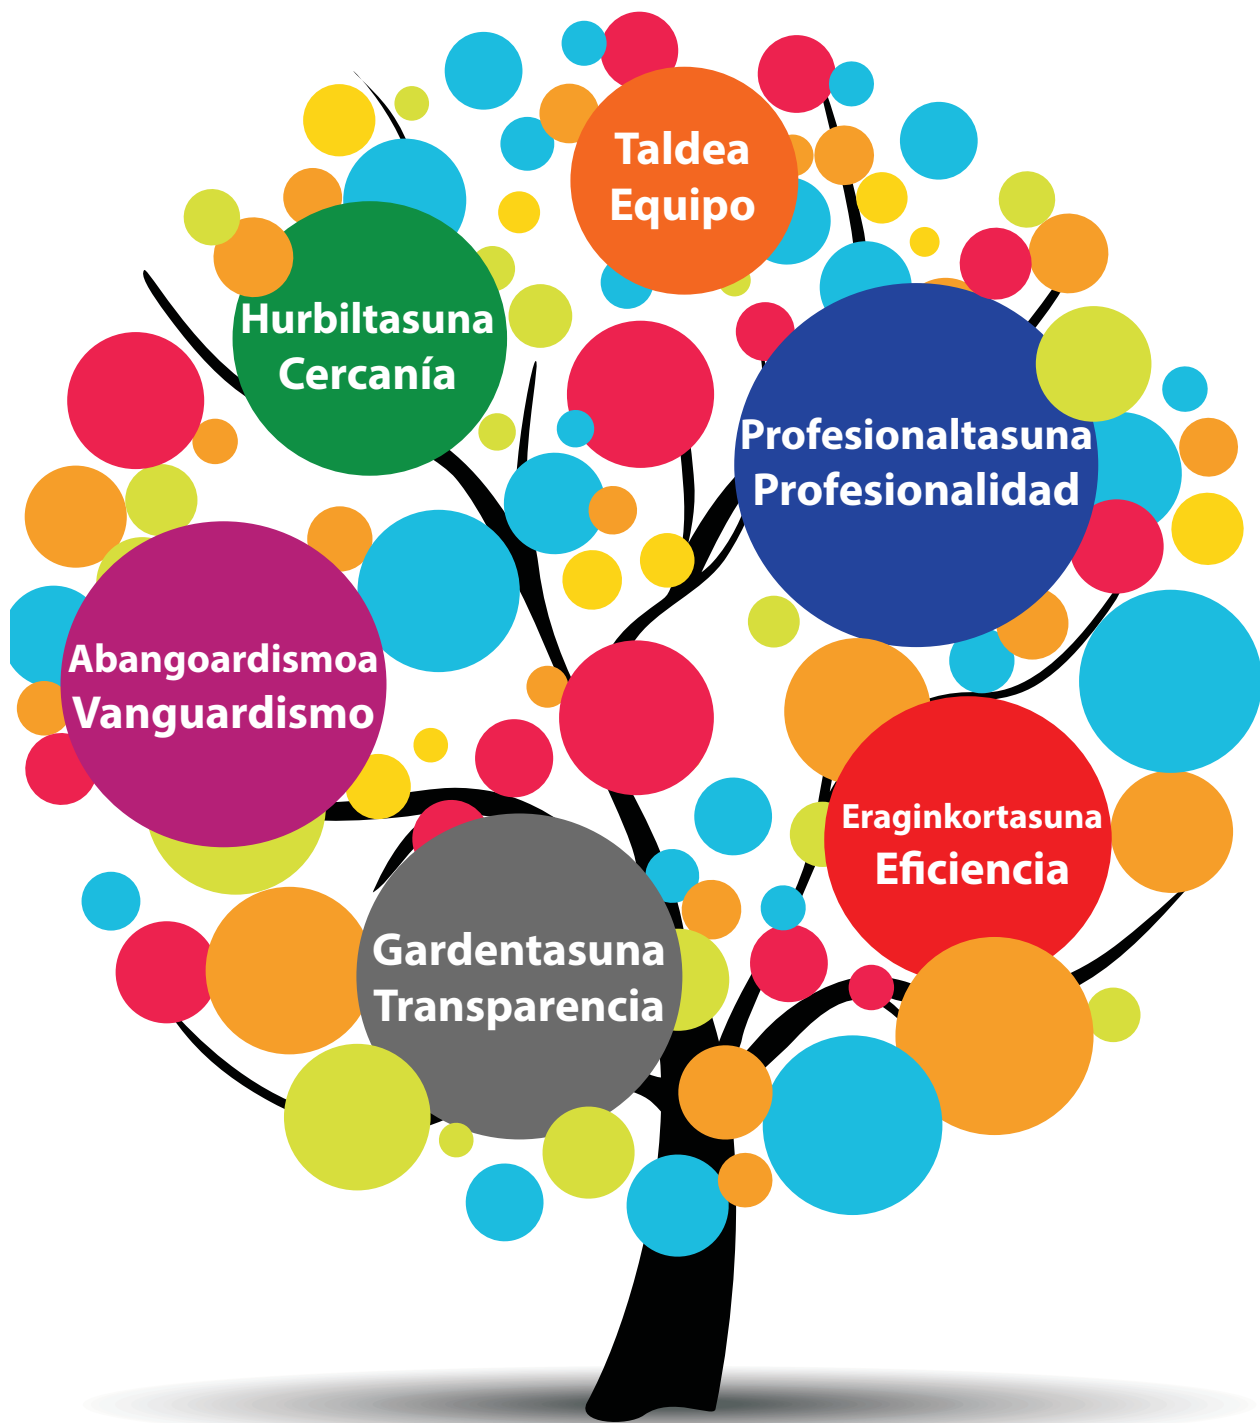 Taldea
Equipo
Hurbiltasuna
Cercanía
Profesionaltasuna
Profesionalidad
Abangoardismoa
Vanguardismo
Eraginkortasuna
Eficiencia
Gardentasuna
Transparencia